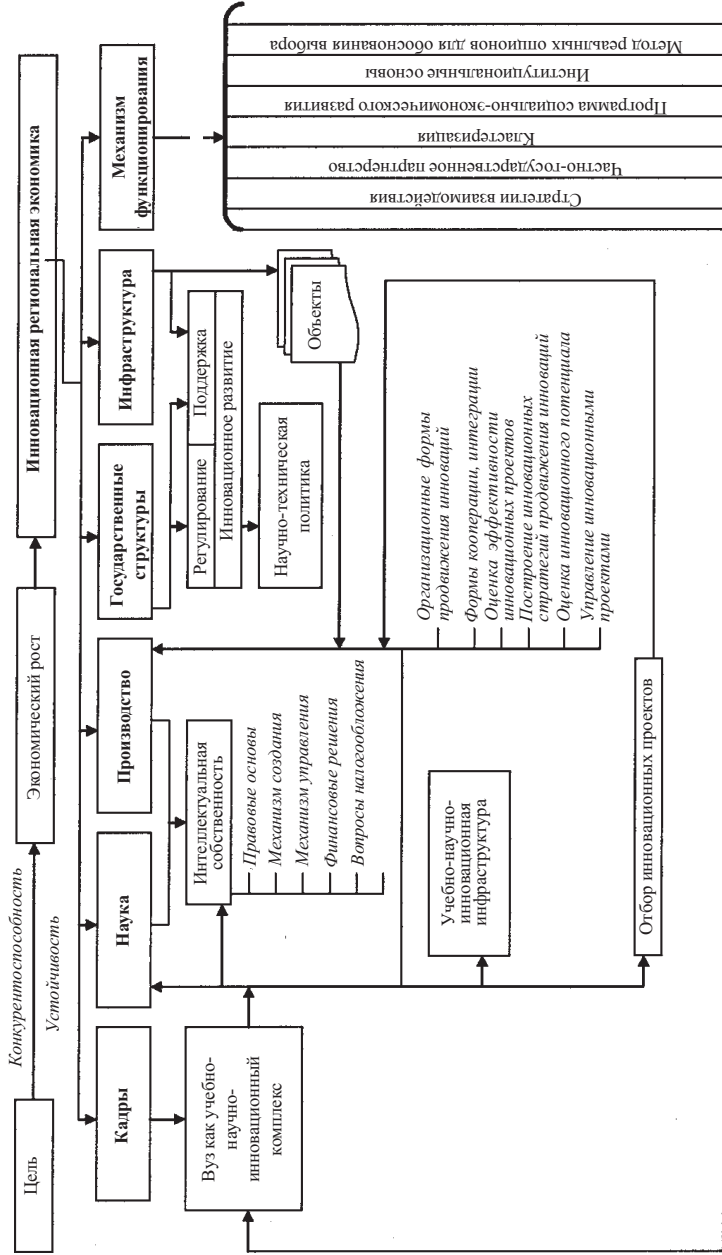 Цель
Конкурентоспособность
Устойчивость
Экономический рост
Инновационная региональная экономика
Кадры
Наука
Производство
Государственные
структуры
Инфраструктура
Механизм
функционирования
Вуз как учебно-
научно-
инновационный
комплекс
Интеллектуальная
собственность
Правовые основы
Механизм создания
Механизм управления
Финансовые решения
Вопросы налогообложения
Регулирование
Поддержка
Инновационное развитие
Научно-техническая
политика
Объекты
Стратегии взаимодействия
Частно-государственное партнерство
Кластеризация
Программа социально-экономического развития
Институциональные основы
Метод реальных опционов для обоснования выбора
Учебно-научно-
инновационная
инфраструктура
Организационные формы
продвижения инноваций
Формы кооперации, интеграции
Оценка эффективности
инновационных проектов
Построение инновационных
стратегий продвижения инноваций
Оценка инновационного потенциала
Управление инновационными
проектами
Отбор инновационных проектов